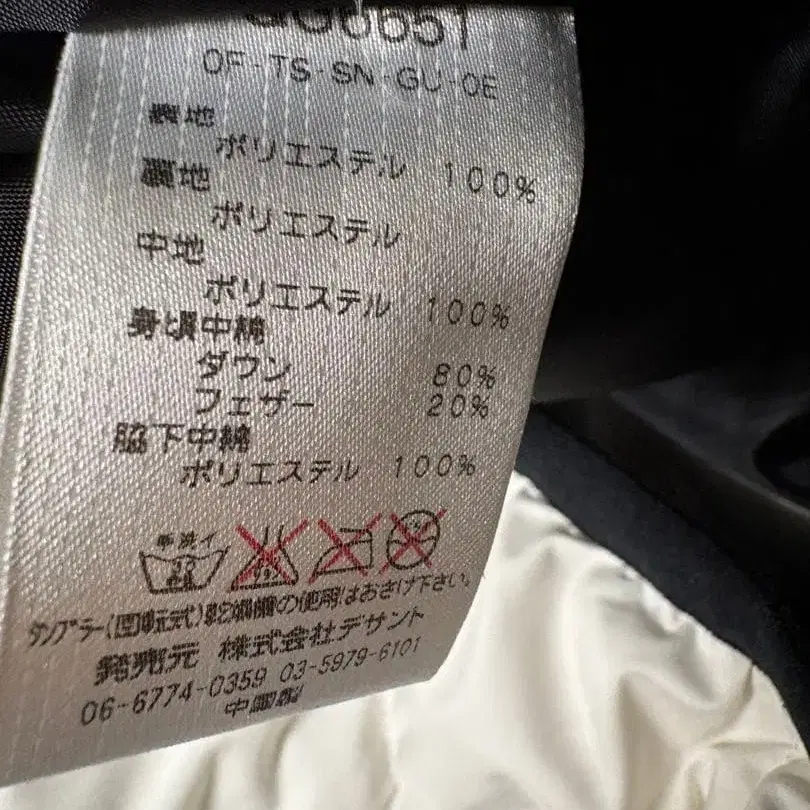 6651
OF-TS-SN-GU-OE
表地
ポリエステル 100%
裏地
ポリエステル
中地
ポリエステル 100%
身頃中綿
ダウン 80%
フェザー 20%
脇下中綿
ポリエステル 100%
手洗イ
30
中性
タンブラー(回転式)乾燥機の使用はおさけ下さい。
発売元 株式会社デサント
06-6774-0359 03-5979-6101
中国製